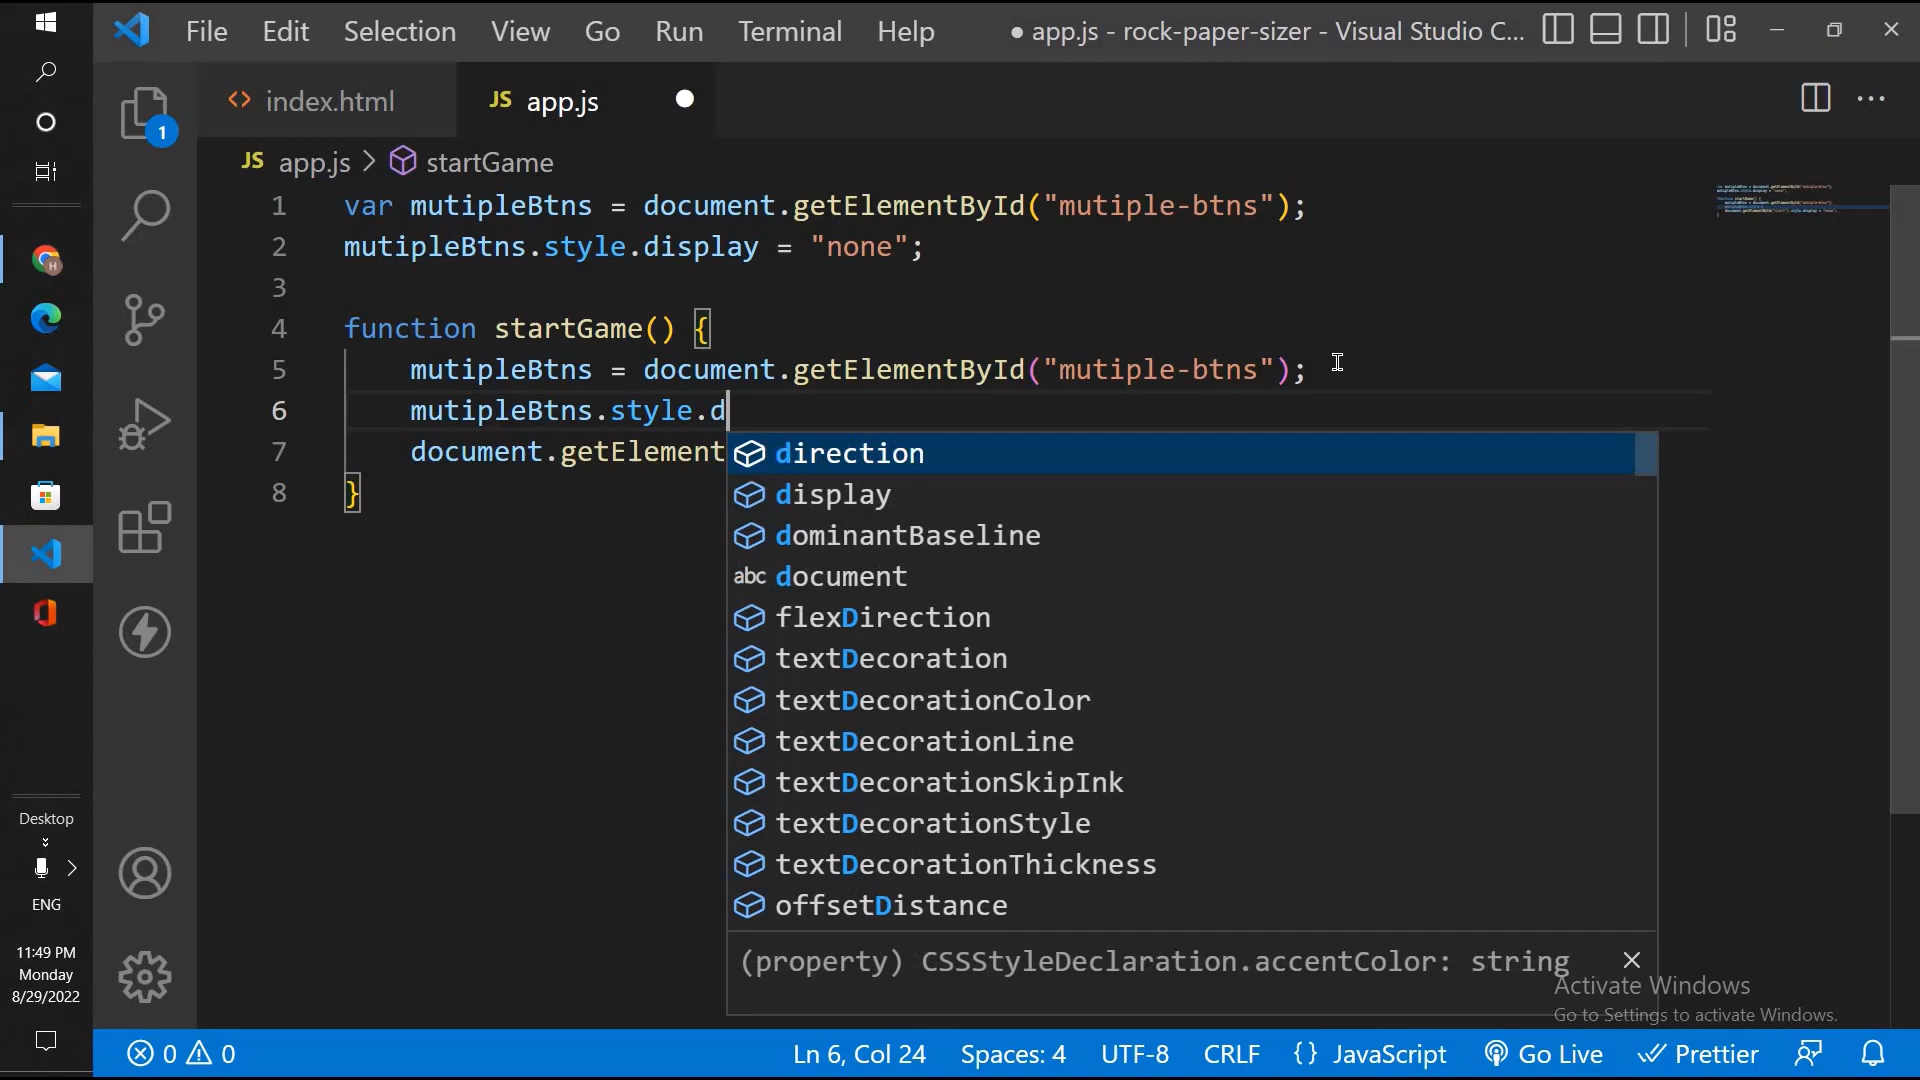 File Edit Selection View Go Run Terminal Help ● app.js - rock-paper-sizer - Visual Studio C...
index.html JS app.js
JS app.js > startGame
1
1 var mutipleBtns = document.getElementById("mutiple-btns");
2 mutipleBtns.style.display = "none";
3
4 function startGame() {
5 mutipleBtns = document.getElementById("mutiple-btns");
6 mutipleBtns.style.d
7 document.getElement
8 }
direction
display
dominantBaseline
abc document
flexDirection
textDecoration
textDecorationColor
textDecorationLine
textDecorationSkipInk
textDecorationStyle
textDecorationThickness
offsetDistance
(property) CSSStyleDeclaration.accentColor: string
Activate Windows
Go to Settings to activate Windows.
Desktop
ENG
11:49 PM
Monday
8/29/2022
0 0 Ln 6, Col 24 Spaces: 4 UTF-8 CRLF {} JavaScript Go Live Prettier